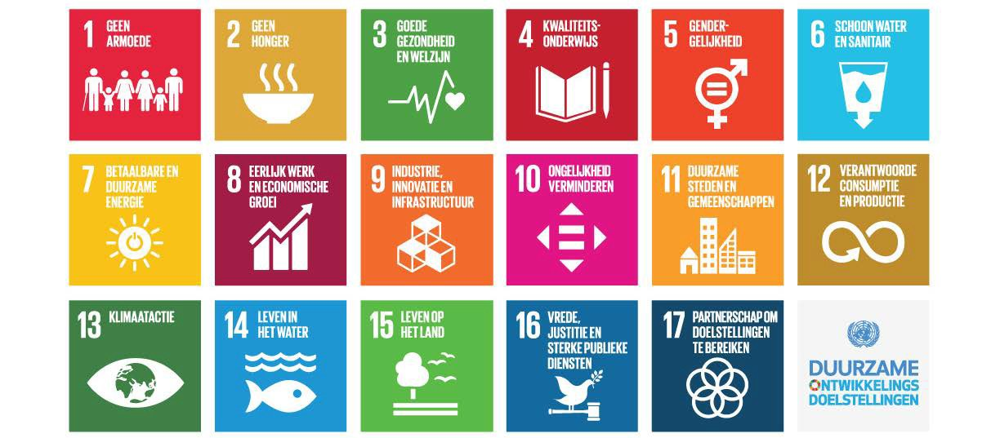 1 GEEN
ARMOEDE
2 GEEN
HONGER
3 GOEDE
GEZONDHEID
EN WELZIJN
4 KWALITEITS-
ONDERWIJS
5 GENDER-
GELIJKHEID
6 SCHOON WATER
EN SANITAIR
7 BETAALBARE EN
DUURZAME
ENERGIE
8 EERLIJK WERK
EN ECONOMISCHE
GROEI
9 INDUSTRIE,
INNOVATIE EN
INFRASTRUCTUUR
10 ONGELIJKHEID
VERMINDEREN
11 DUURZAME
STEDEN EN
GEMEENSCHAPPEN
12 VERANTWOORDE
CONSUMPTIE
EN PRODUCTIE
13 KLIMAATACTIE
14 LEVEN IN
HET WATER
15 LEVEN OP
HET LAND
16 VREDE,
JUSTITIE EN
STERKE PUBLIEKE
DIENSTEN
17 PARTNERSCHAP OM
DOELSTELLINGEN
TE BEREIKEN
DUURZAME
ONTWIKKELINGS
DOELSTELLINGEN